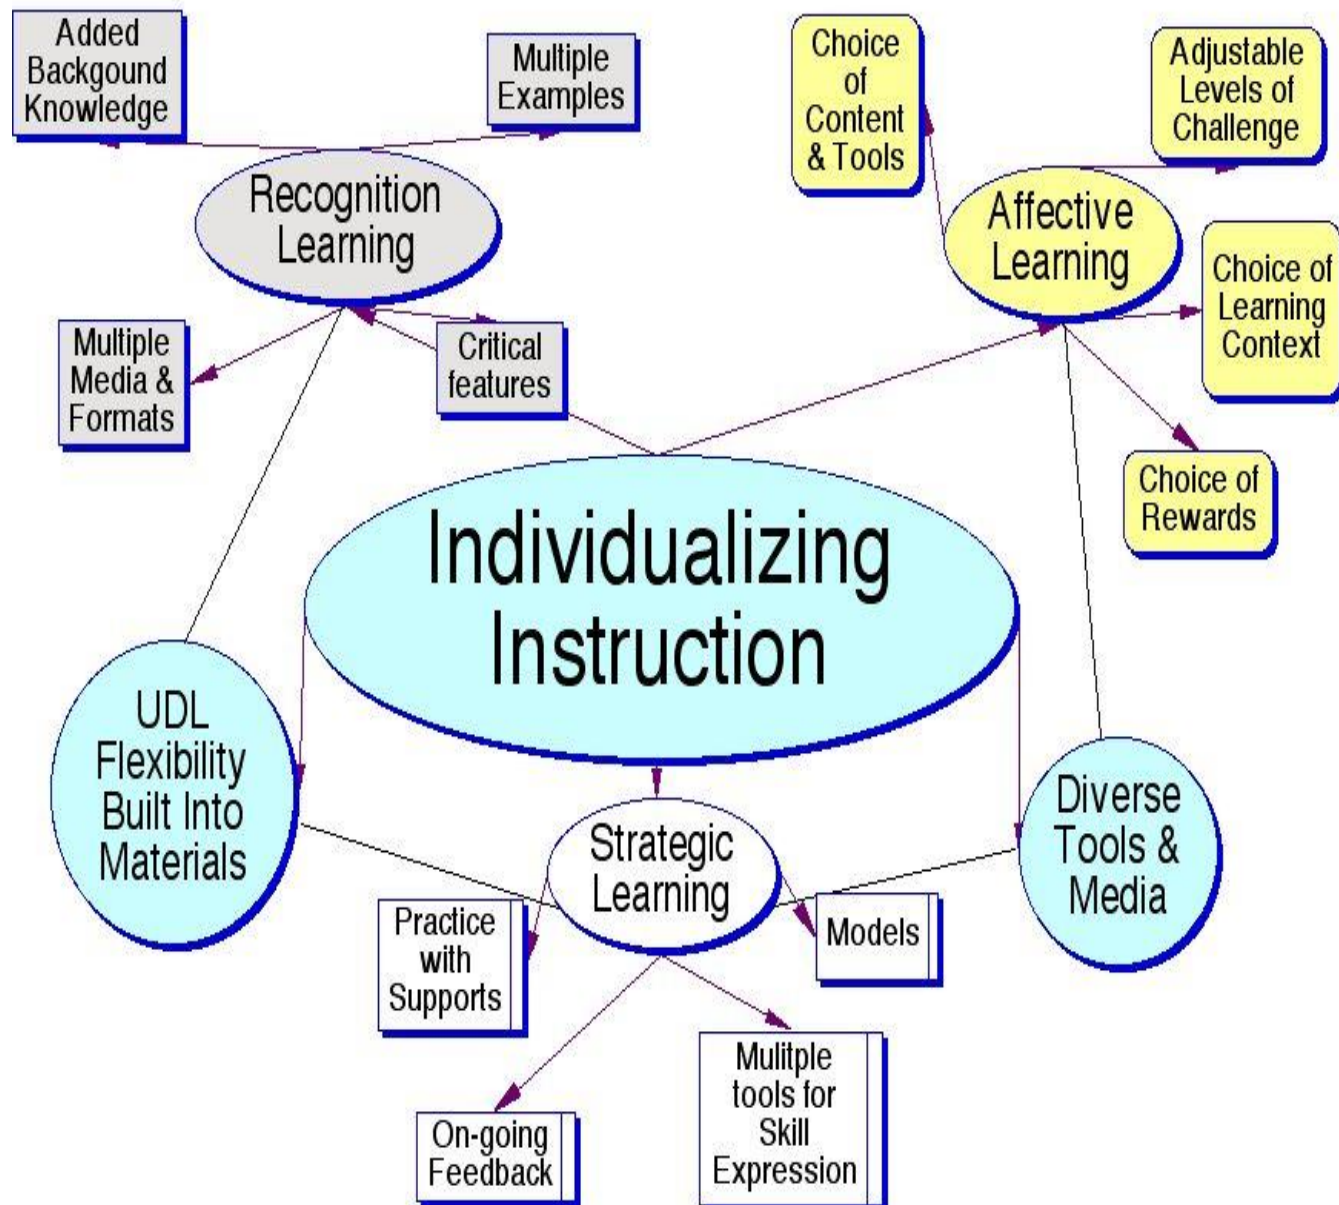 Added
Backgound
Knowledge
Multiple
Examples
Choice
of
Content
& Tools
Adjustable
Levels of
Challenge
Recognition
Learning
Affective
Learning
Multiple
Media &
Formats
Critical
features
Choice of
Learning
Context
Choice of
Rewards
Individualizing
Instruction
UDL
Flexibility
Built Into
Materials
Strategic
Learning
Diverse
Tools &
Media
Practice
with
Supports
Models
On-going
Feedback
Mulitple
tools for
Skill
Expression